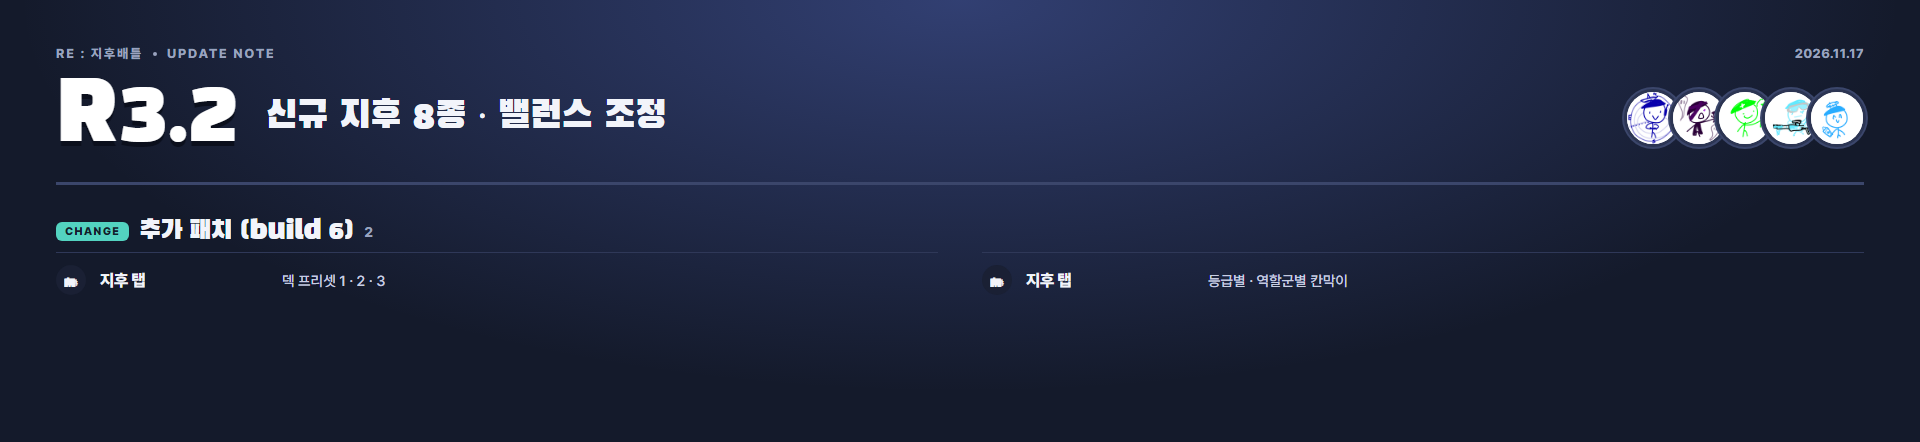 RE : 지후배틀 • UPDATE NOTE
2026.11.17
R3.2 신규 지후 8종 · 밸런스 조정
CHANGE 추가 패치 (build 6) 2
지후 탭 덱 프리셋 1 · 2 · 3
지후 탭 등급별 · 역할군별 칸막이